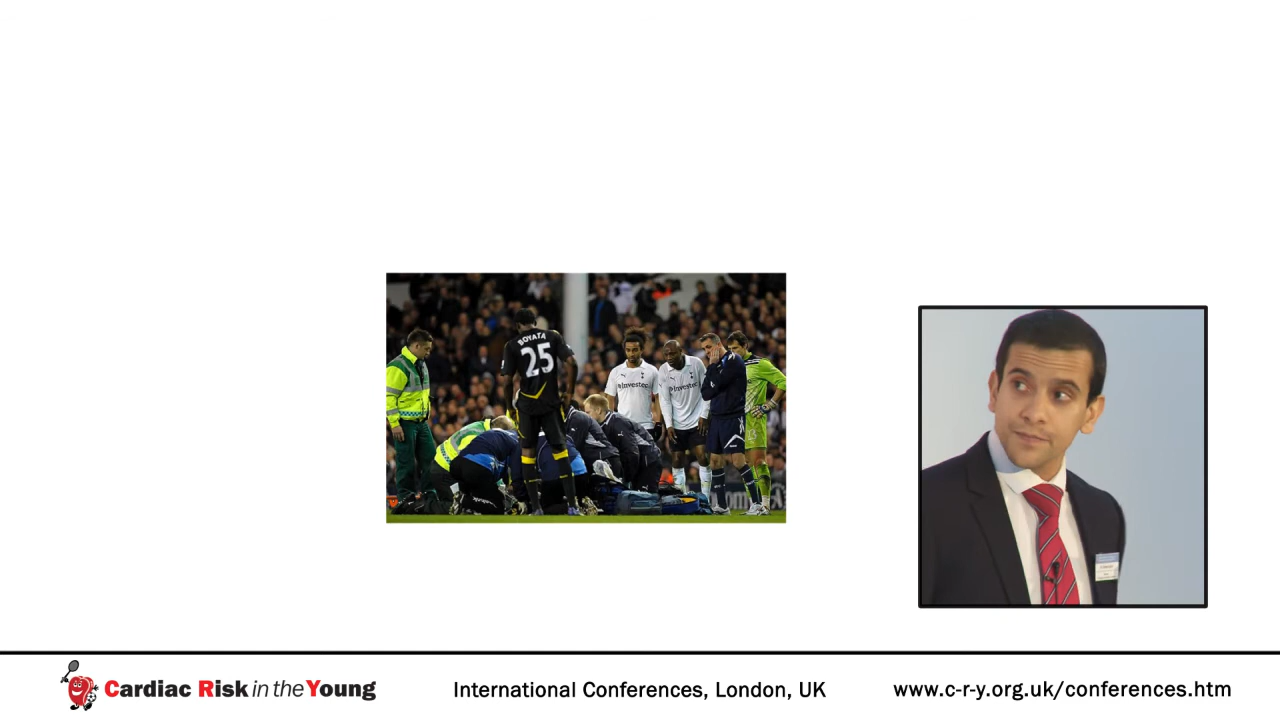 BOYATA
25
Investec
Investec
Cardiac Risk in the Young
International Conferences, London, UK
www.c-r-y.org.uk/conferences.htm